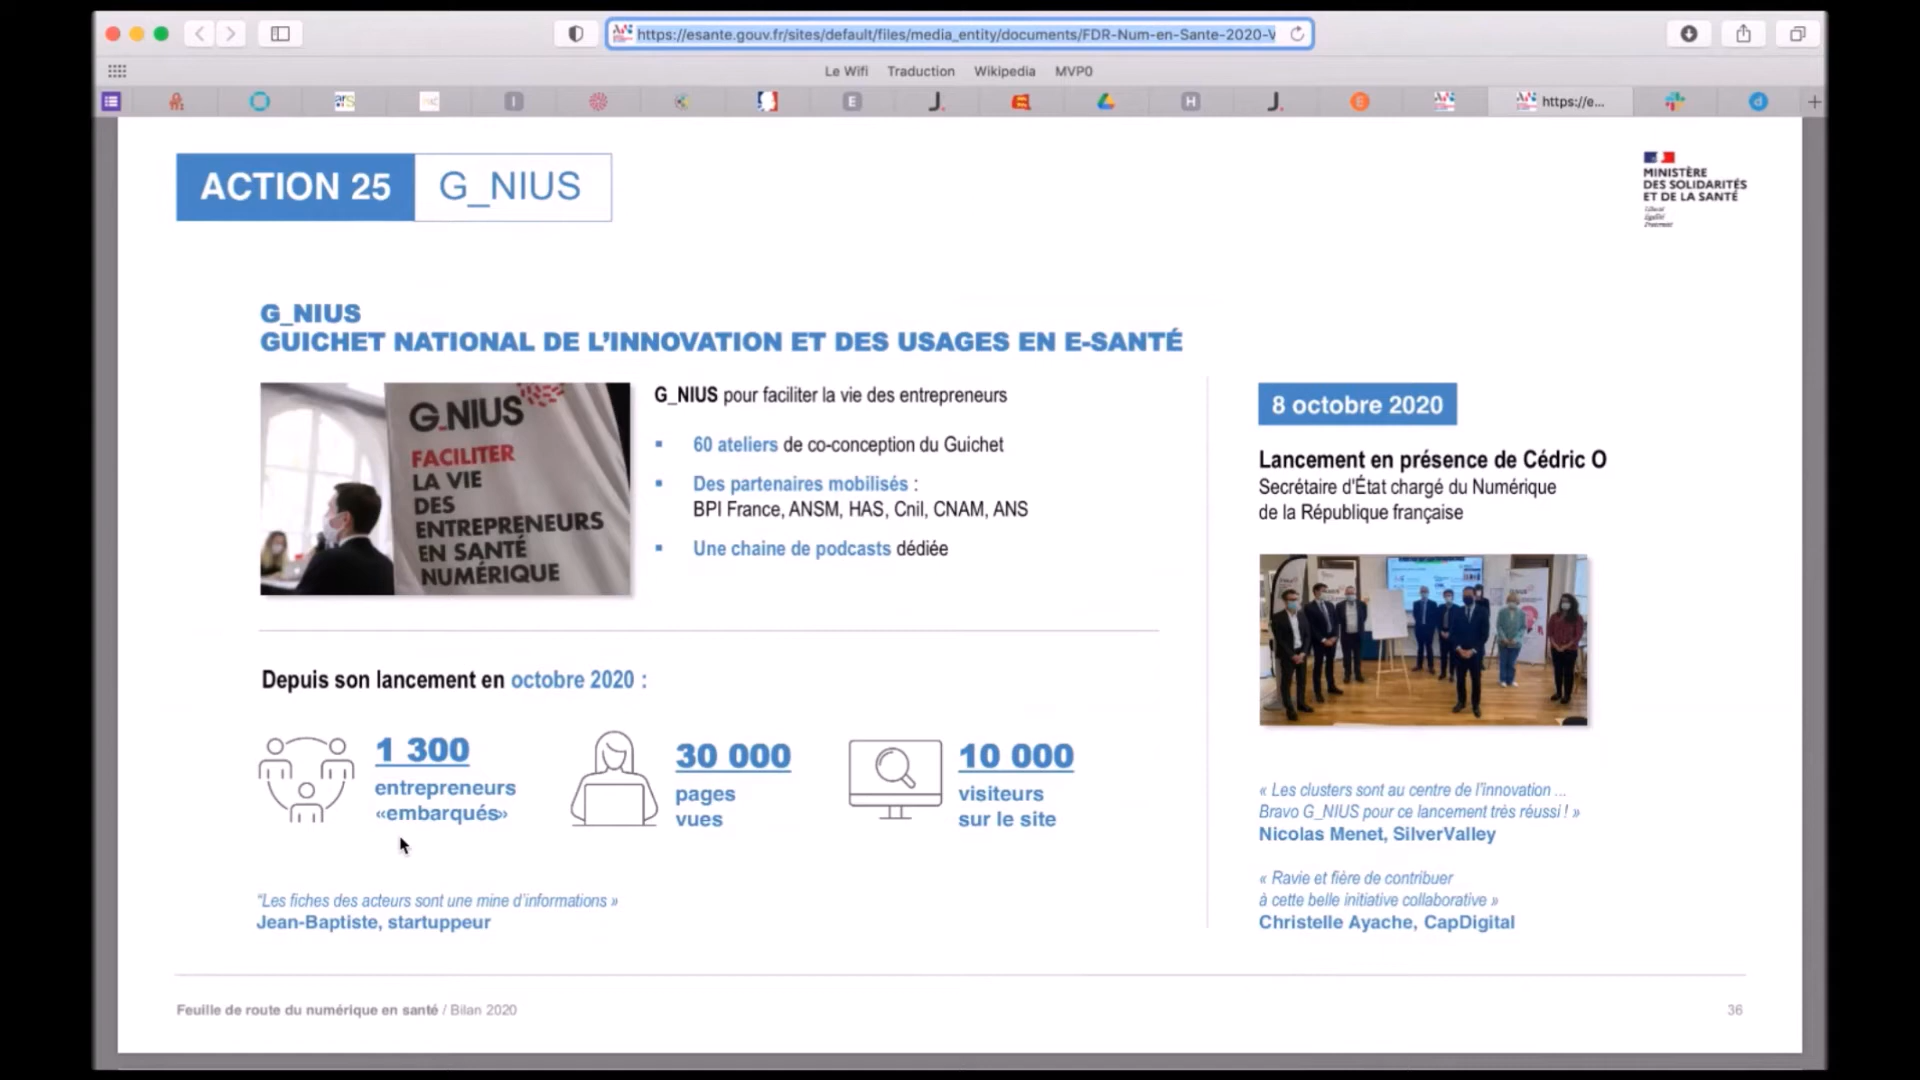 https://esante.gouv.fr/sites/default/files/media_entity/documents/FDR-Num-en-Sante-2020-V
Le Wifi Traduction Wikipedia MVP0
https://e...
ACTION 25 G_NIUS
MINISTÈRE
DES SOLIDARITÉS
ET DE LA SANTÉ
Liberté
Égalité
Fraternité
G_NIUS
GUICHET NATIONAL DE L'INNOVATION ET DES USAGES EN E-SANTÉ
G_NIUS
FACILITER
LA VIE
DES
ENTREPRENEURS
EN SANTÉ
NUMÉRIQUE
G_NIUS pour faciliter la vie des entrepreneurs
▪ 60 ateliers de co-conception du Guichet
▪ Des partenaires mobilisés :
BPI France, ANSM, HAS, Cnil, CNAM, ANS
▪ Une chaine de podcasts dédiée
Depuis son lancement en octobre 2020 :
1 300
entrepreneurs
«embarqués»
30 000
pages
vues
10 000
visiteurs
sur le site
"Les fiches des acteurs sont une mine d'informations »
Jean-Baptiste, startuppeur
8 octobre 2020
Lancement en présence de Cédric O
Secrétaire d'État chargé du Numérique
de la République française
« Les clusters sont au centre de l'innovation ...
Bravo G_NIUS pour ce lancement très réussi ! »
Nicolas Menet, SilverValley
« Ravie et fière de contribuer
à cette belle initiative collaborative »
Christelle Ayache, CapDigital
Feuille de route du numérique en santé / Bilan 2020
36